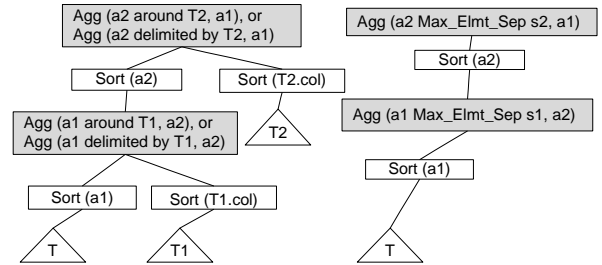 Agg (a2 around T2, a1), or
Agg (a2 delimited by T2, a1)
Sort (a2)
Sort (T2.col)
T2
Agg (a1 around T1, a2), or
Agg (a1 delimited by T1, a2)
Sort (a1)
Sort (T1.col)
T
T1
Agg (a2 Max_Elmt_Sep s2, a1)
Sort (a2)
Agg (a1 Max_Elmt_Sep s1, a2)
Sort (a1)
T